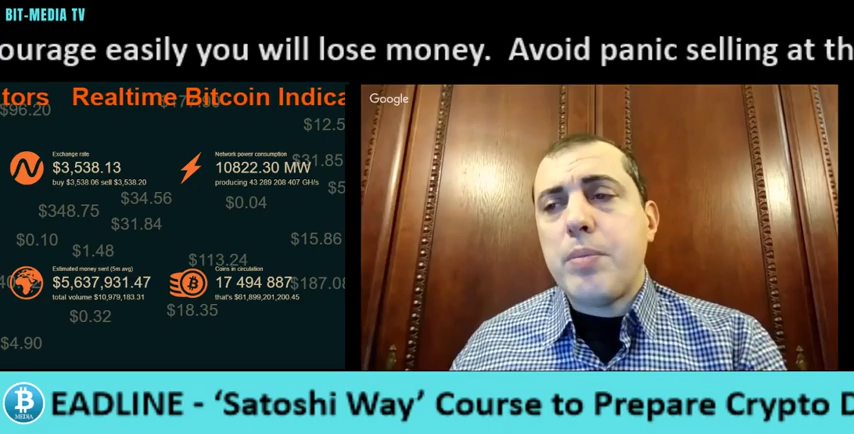 BIT-MEDIA TV
ourage easily you will lose money.  Avoid panic selling at th
tors   Realtime Bitcoin Indica
$96.20
$12.5
Exchange rate
$3,538.13
buy $3,538.06 sell $3,538.20
Network power consumption
10822.30 MW
producing 43 289 208 407 GH/s
$31.85
$34.56
$0.04
$348.75
$31.84
$0.10
$15.86
$1.48
$113.24
Estimated money sent (5m avg)
$5,637,931.47
total volume $10,979,183.31
Coins in circulation
17 494 887
that's $61,899,201,200.45
$187.08
$18.35
$0.32
$4.90
Google
B
MEDIA
EADLINE - ‘Satoshi Way’ Course to Prepare Crypto D